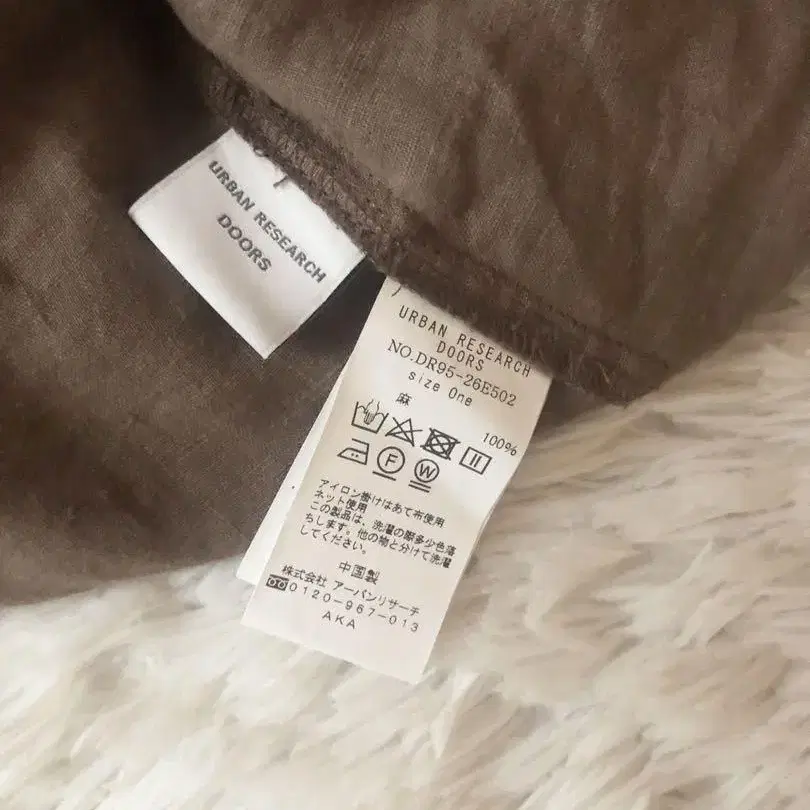 URBAN RESEARCH
DOORS
URBAN RESEARCH
DOORS
NO.DR95-26E502
size One
麻 100%
F W
アイロン掛けはあて布使用
ネット使用
この製品は、洗濯の際多少色落
ちします。他の物と分けて洗濯
してください。
中国製
株式会社 アーバンリサーチ
0120-967-013
AKA